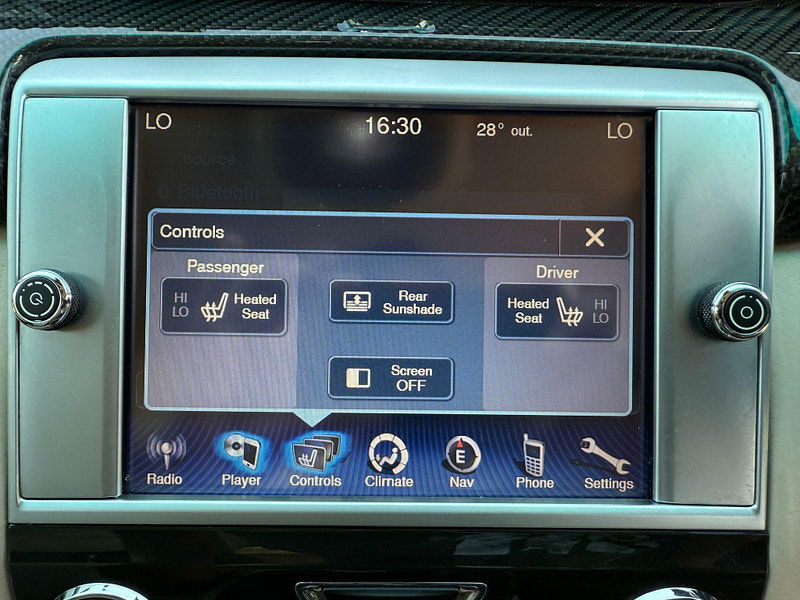 LO 16:30 28° out. LO
source
Bluetooth
Controls
Passenger
HI
LO
Heated
Seat
Rear
Sunshade
Screen
OFF
Driver
Heated
Seat
HI
LO
Radio Player Controls Climate E Nav Phone Settings